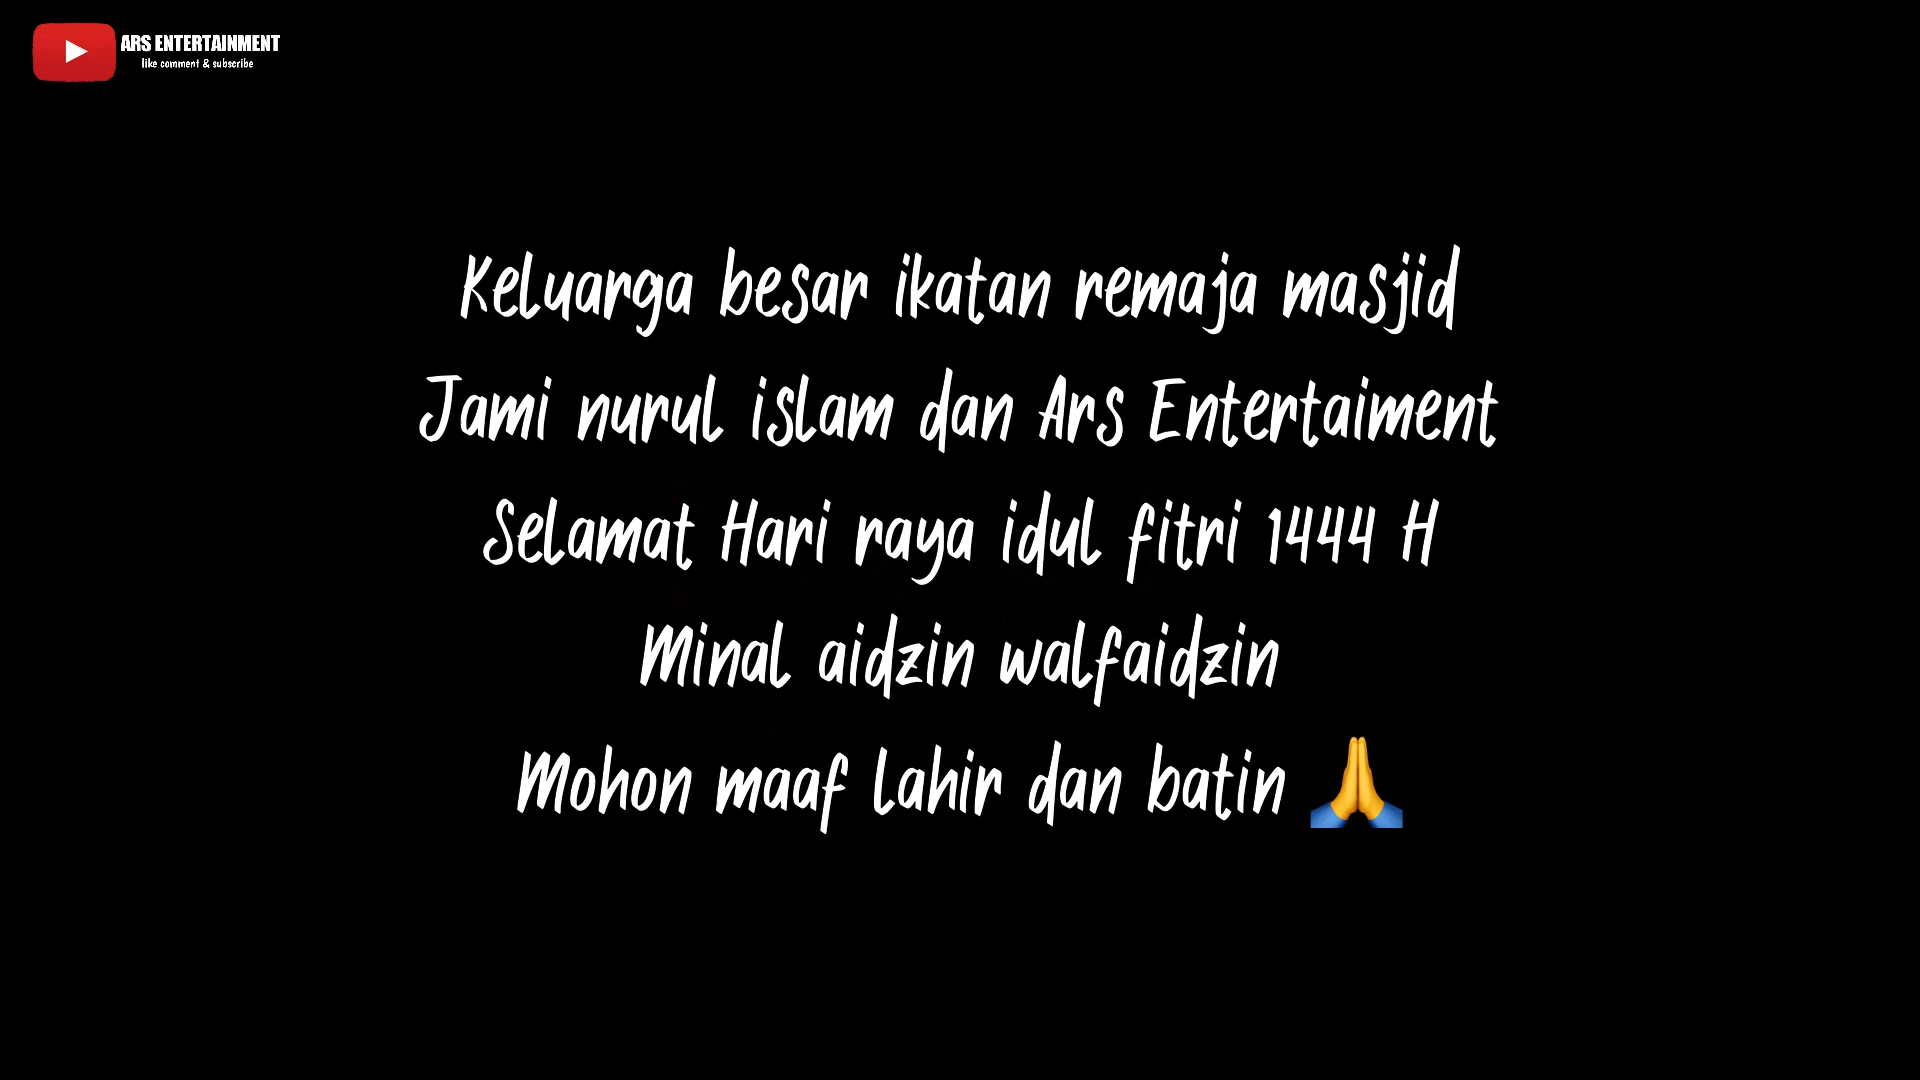 ARS ENTERTAINMENT
like comment & subscribe
Keluarga besar ikatan remaja masjid
Jami nurul islam dan Ars Entertaiment
Selamat Hari raya idul fitri 1444 H
Minal aidzin walfaidzin
Mohon maaf lahir dan batin 🙏